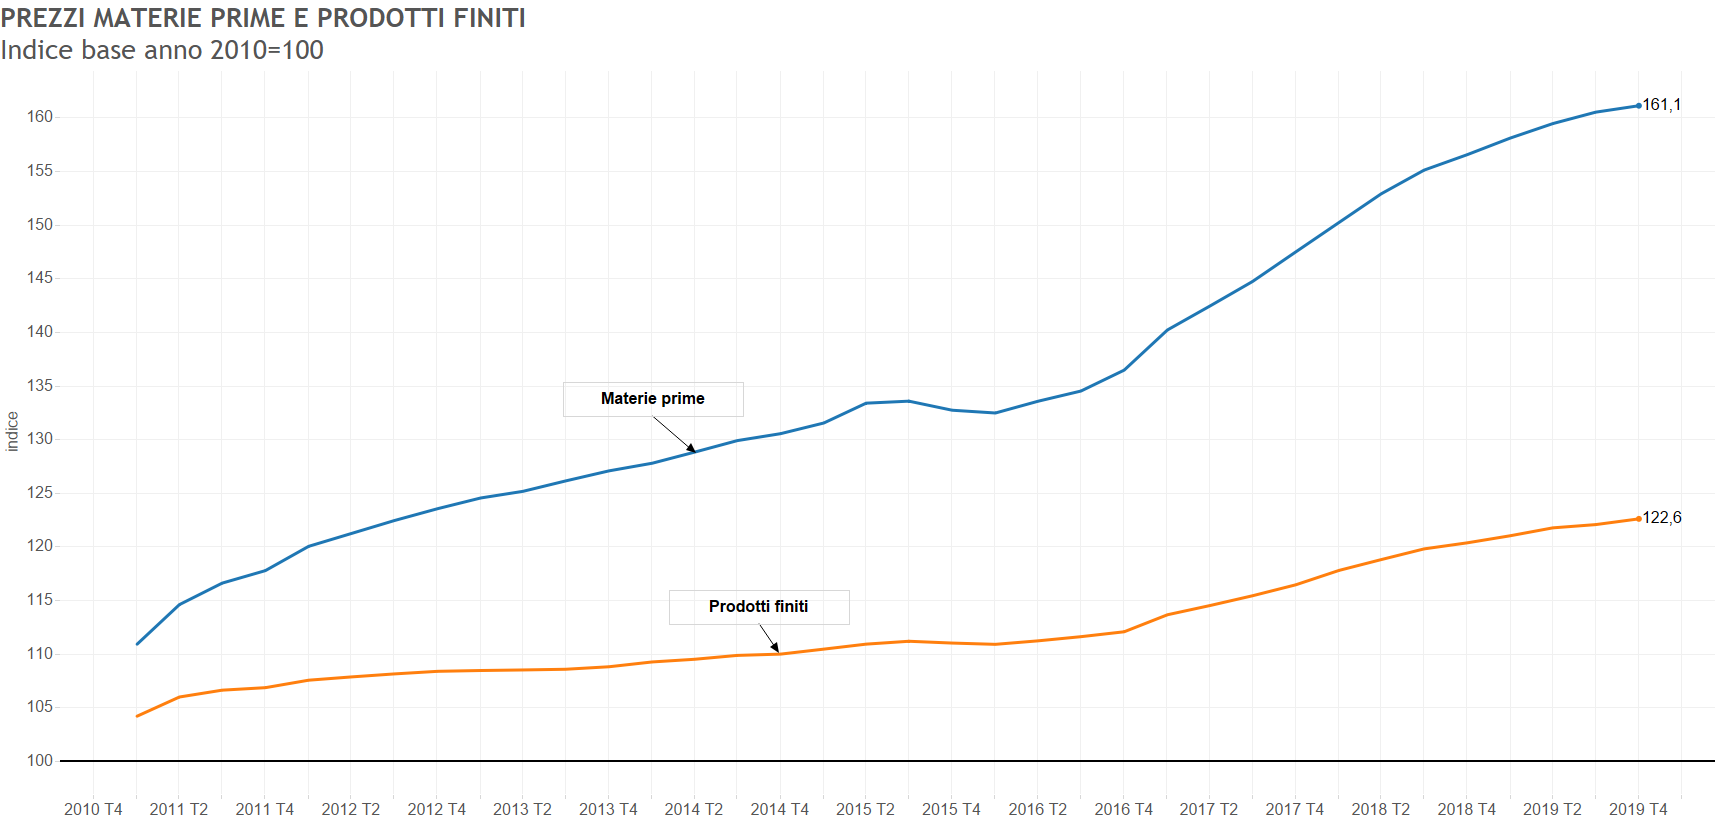 PREZZI MATERIE PRIME E PRODOTTI FINITI
Indice base anno 2010=100
160
155
150
145
140
135
130
125
120
115
110
105
100
indice
161,1
Materie prime
122,6
Prodotti finiti
2010 T4 2011 T2 2011 T4 2012 T2 2012 T4 2013 T2 2013 T4 2014 T2 2014 T4 2015 T2 2015 T4 2016 T2 2016 T4 2017 T2 2017 T4 2018 T2 2018 T4 2019 T2 2019 T4